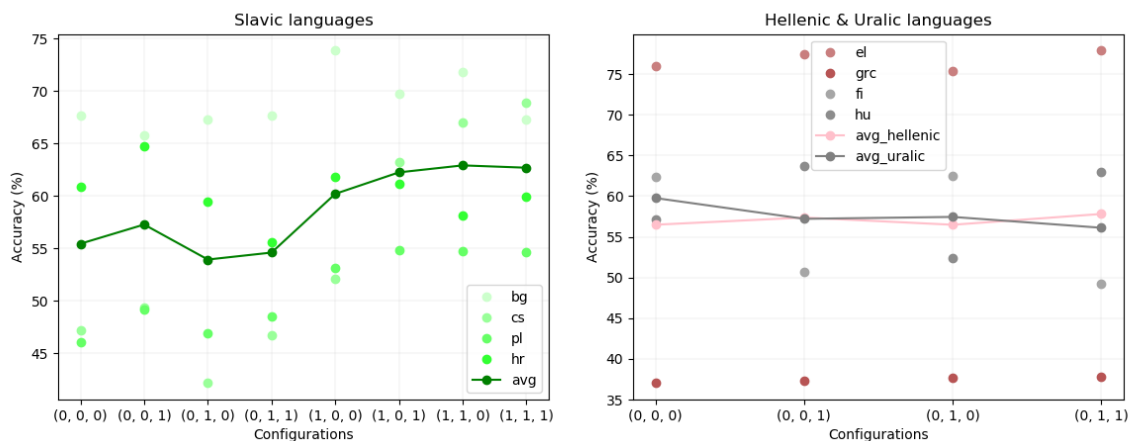 Slavic languages
Accuracy (%)
75
70
65
60
55
50
45
bg
cs
pl
hr
avg
(0, 0, 0) (0, 0, 1) (0, 1, 0) (0, 1, 1) (1, 0, 0) (1, 0, 1) (1, 1, 0) (1, 1, 1)
Configurations
Hellenic & Uralic languages
Accuracy (%)
75
70
65
60
55
50
45
40
35
el
grc
fi
hu
avg_hellenic
avg_uralic
(0, 0, 0) (0, 0, 1) (0, 1, 0) (0, 1, 1)
Configurations